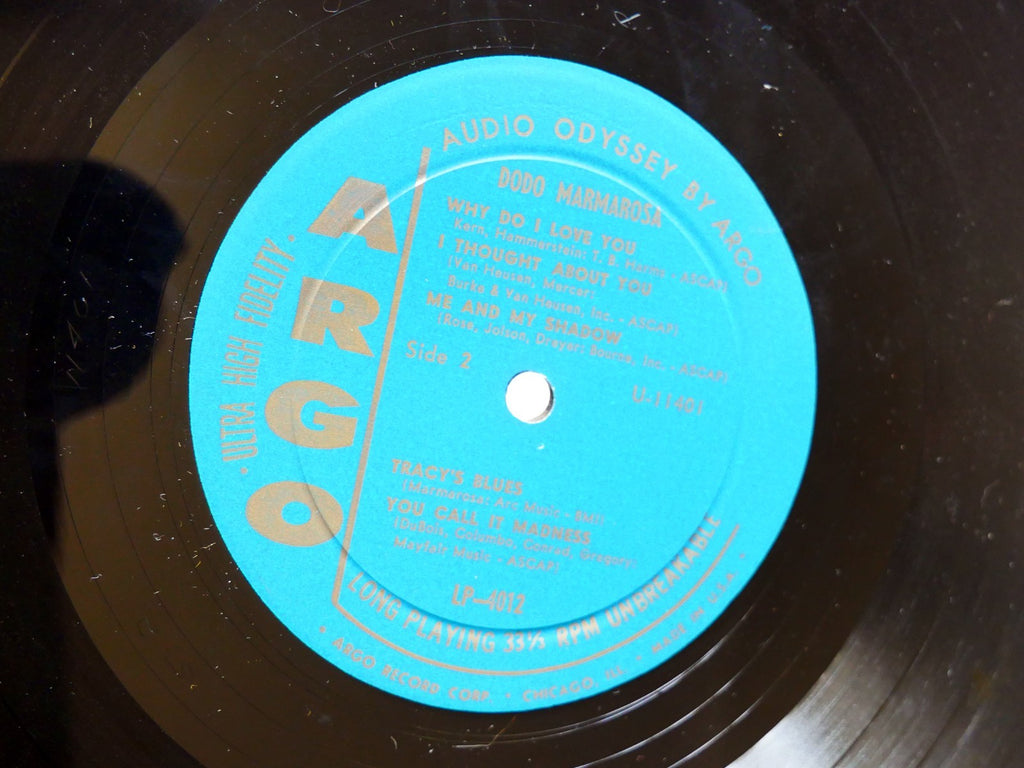 AUDIO ODYSSEY BY ARGO
· ULTRA HIGH FIDELITY ·
ARGO
DODO MARMAROSA
WHY DO I LOVE YOU
Kern, Hammerstein: T. B. Harms - ASCAP)
I THOUGHT ABOUT YOU
(Van Heusen, Mercer:
Burke & Van Heusen, Inc. - ASCAP)
ME AND MY SHADOW
(Rose, Jolson, Dreyer: Bourne, Inc. - ASCAP)
Side 2
U-11401
TRACY'S BLUES
(Marmarosa: Arc Music - BMI)
YOU CALL IT MADNESS
(DuBois, Columbo, Conrad, Gregory:
Mayfair Music - ASCAP)
LP-4012
LONG PLAYING 33⅓ RPM UNBREAKABLE
· ARGO RECORD CORP. · CHICAGO, ILL. · MADE IN U.S.A. ·